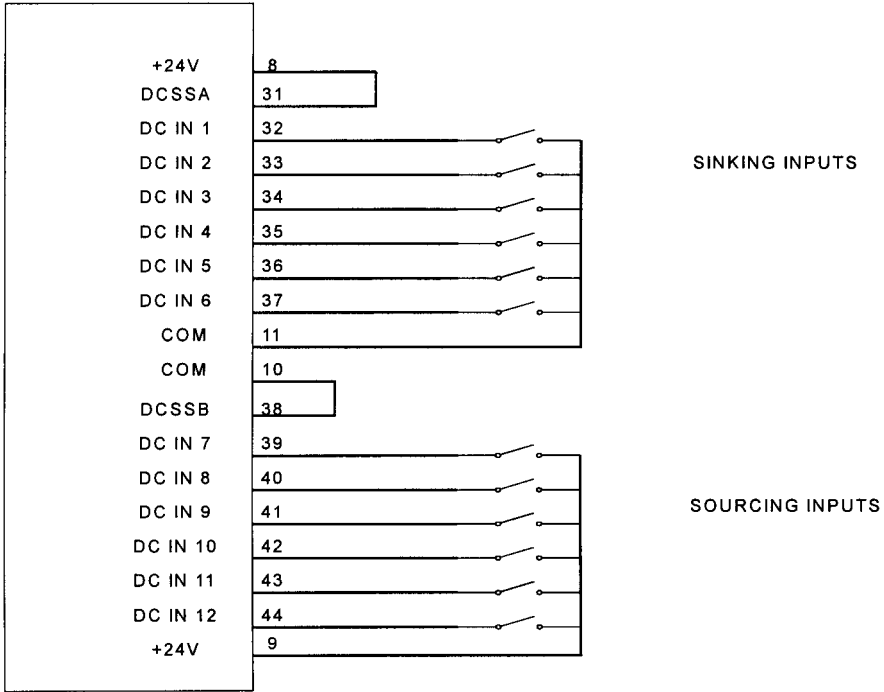 +24V 8
DCSSA 31
DC IN 1 32
DC IN 2 33
SINKING INPUTS
DC IN 3 34
DC IN 4 35
DC IN 5 36
DC IN 6 37
COM 11
COM 10
DCSSB 38
DC IN 7 39
DC IN 8 40
DC IN 9 41
SOURCING INPUTS
DC IN 10 42
DC IN 11 43
DC IN 12 44
+24V 9